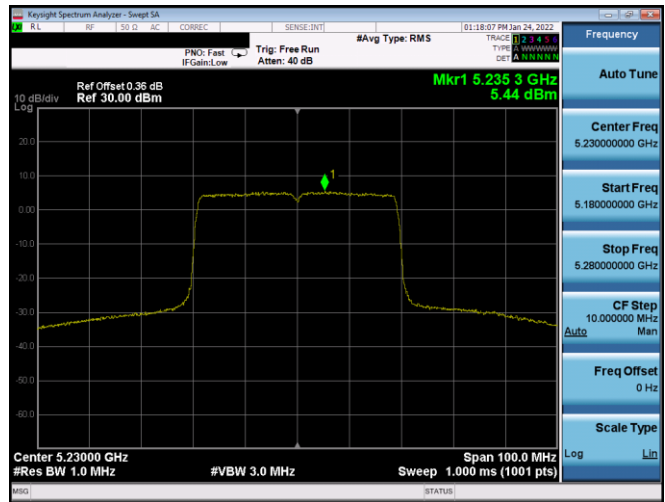 Keysight Spectrum Analyzer - Swept SA
RL RF 50 Ω AC CORREC SENSE:INT 01:18:07 PM Jan 24, 2022
#Avg Type: RMS
TRACE 1 2 3 4 5 6
PNO: Fast Trig: Free Run
TYPE A WWWWW
IFGain:Low Atten: 40 dB
DET A N N N N N
Mkr1 5.235 3 GHz
5.44 dBm
Ref Offset 0.36 dB
10 dB/div Ref 30.00 dBm
Log
20.0
1
0.00
-10.0
-20.0
-30.0
-40.0
-50.0
-60.0
Center 5.23000 GHz Span 100.0 MHz
#Res BW 1.0 MHz #VBW 3.0 MHz Sweep 1.000 ms (1001 pts)
MSG STATUS
Frequency
Auto Tune
Center Freq
5.230000000 GHz
Start Freq
5.180000000 GHz
Stop Freq
5.280000000 GHz
CF Step
10.000000 MHz
Auto Man
Freq Offset
0 Hz
Scale Type
Log Lin